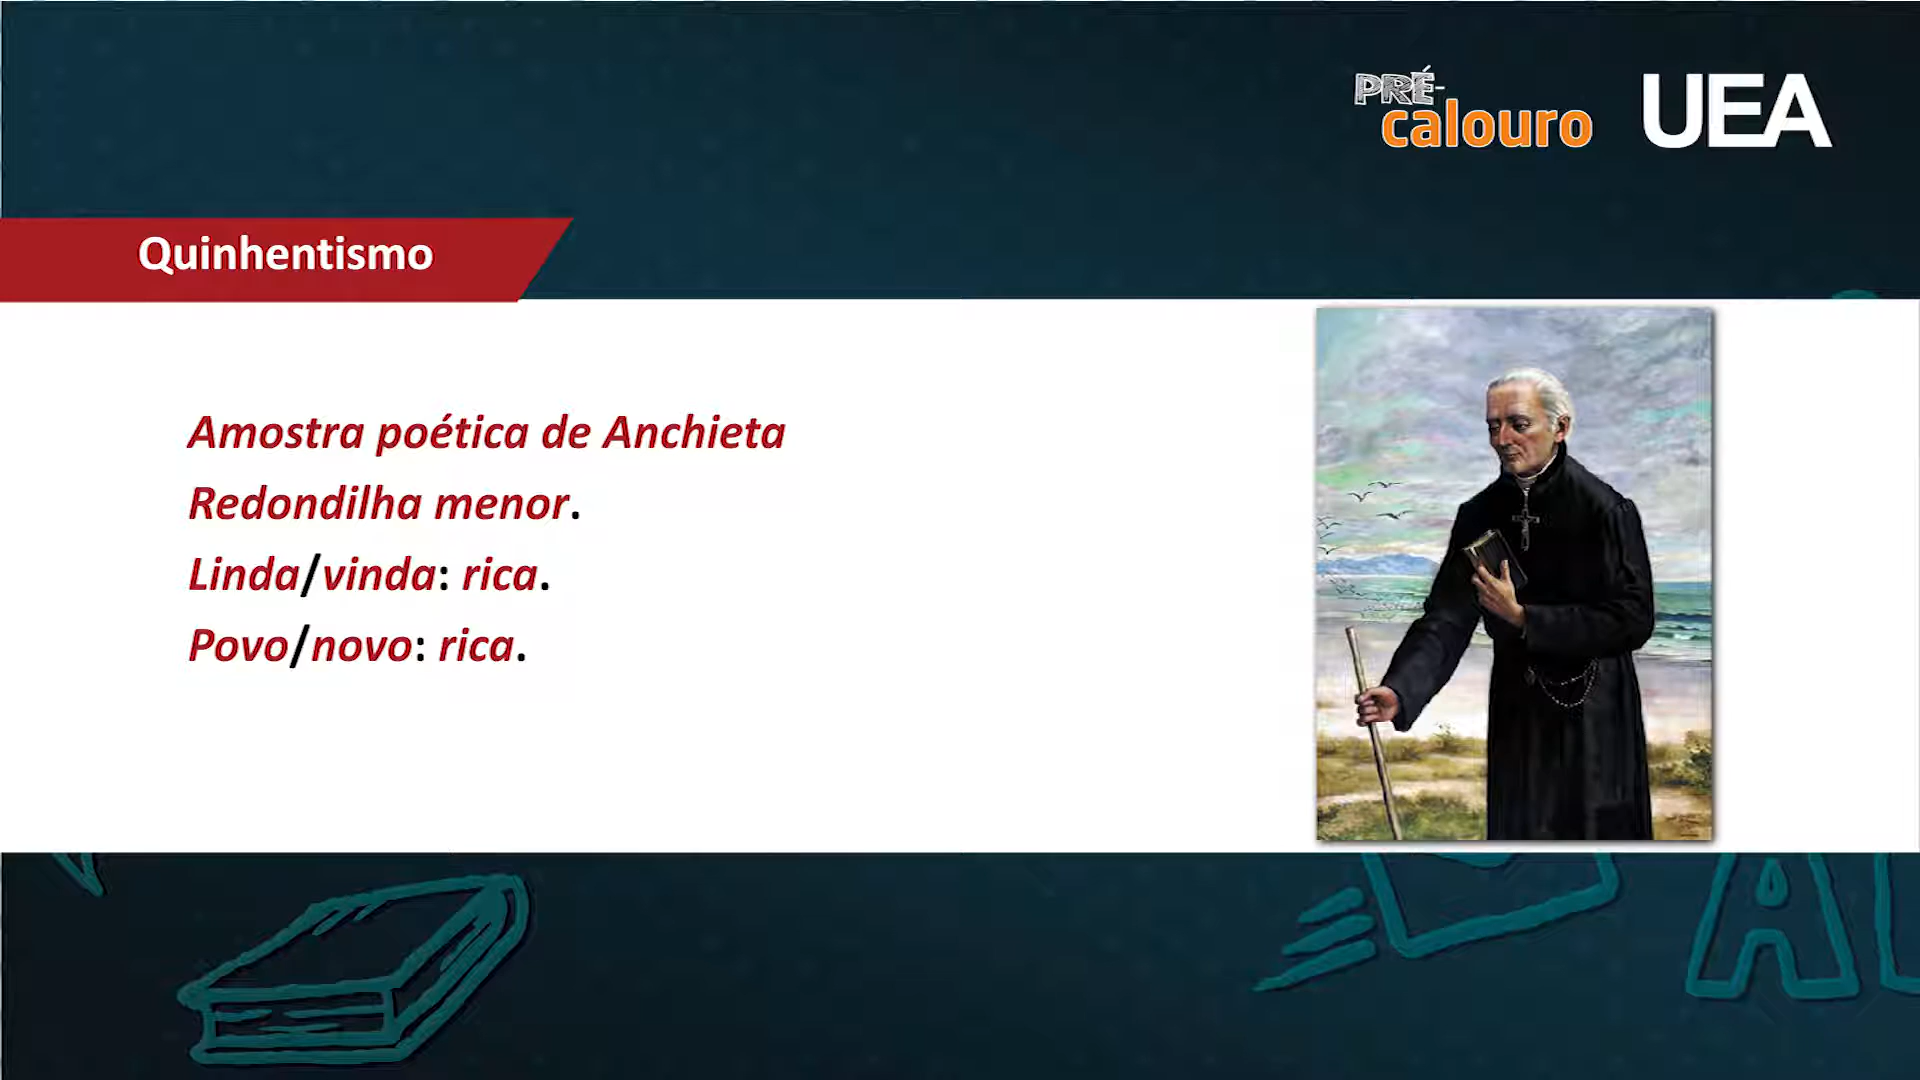 PRÉ-
calouro
UEA
Quinhentismo
Amostra poética de Anchieta
Redondilha menor.
Linda/vinda: rica.
Povo/novo: rica.